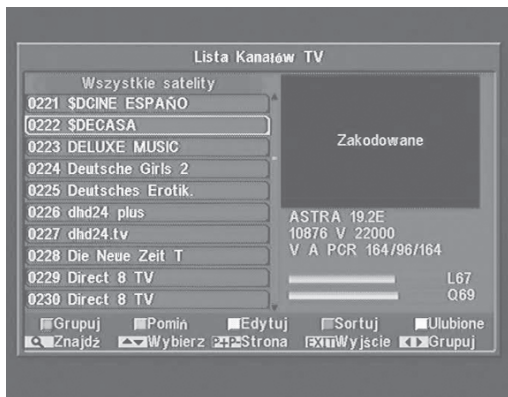 Lista Kanałów TV
Wszystkie satelity
0221 $DCINE ESPAÑO
0222 $DECASA
0223 DELUXE MUSIC
0224 Deutsche Girls 2
0225 Deutsches Erotik.
0226 dhd24 plus
0227 dhd24.tv
0228 Die Neue Zeit T
0229 Direct 8 TV
0230 Direct 8 TV
Zakodowane
ASTRA 19.2E
10876 V 22000
V A PCR 164/96/164
L67
Q69
Grupuj Pomiń Edytuj Sortuj Ulubione
Znajdź Wybierz P+P- Strona EXIT Wyjście Grupuj